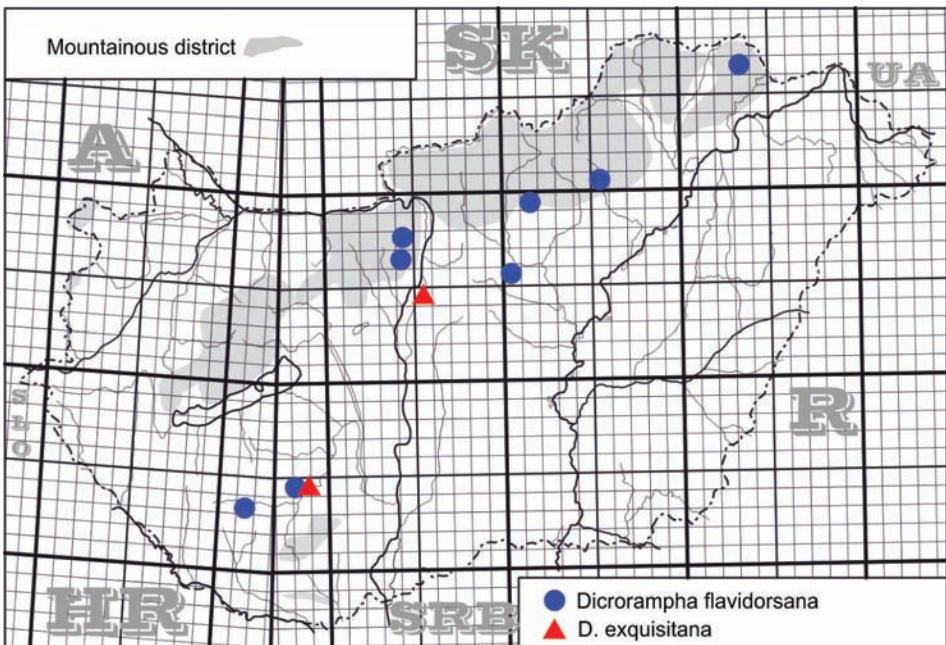 Mountainous district
SK
UA
A
SLO
R
HR
SRB
Dicrorampha flavidorsana
D. exquisitana